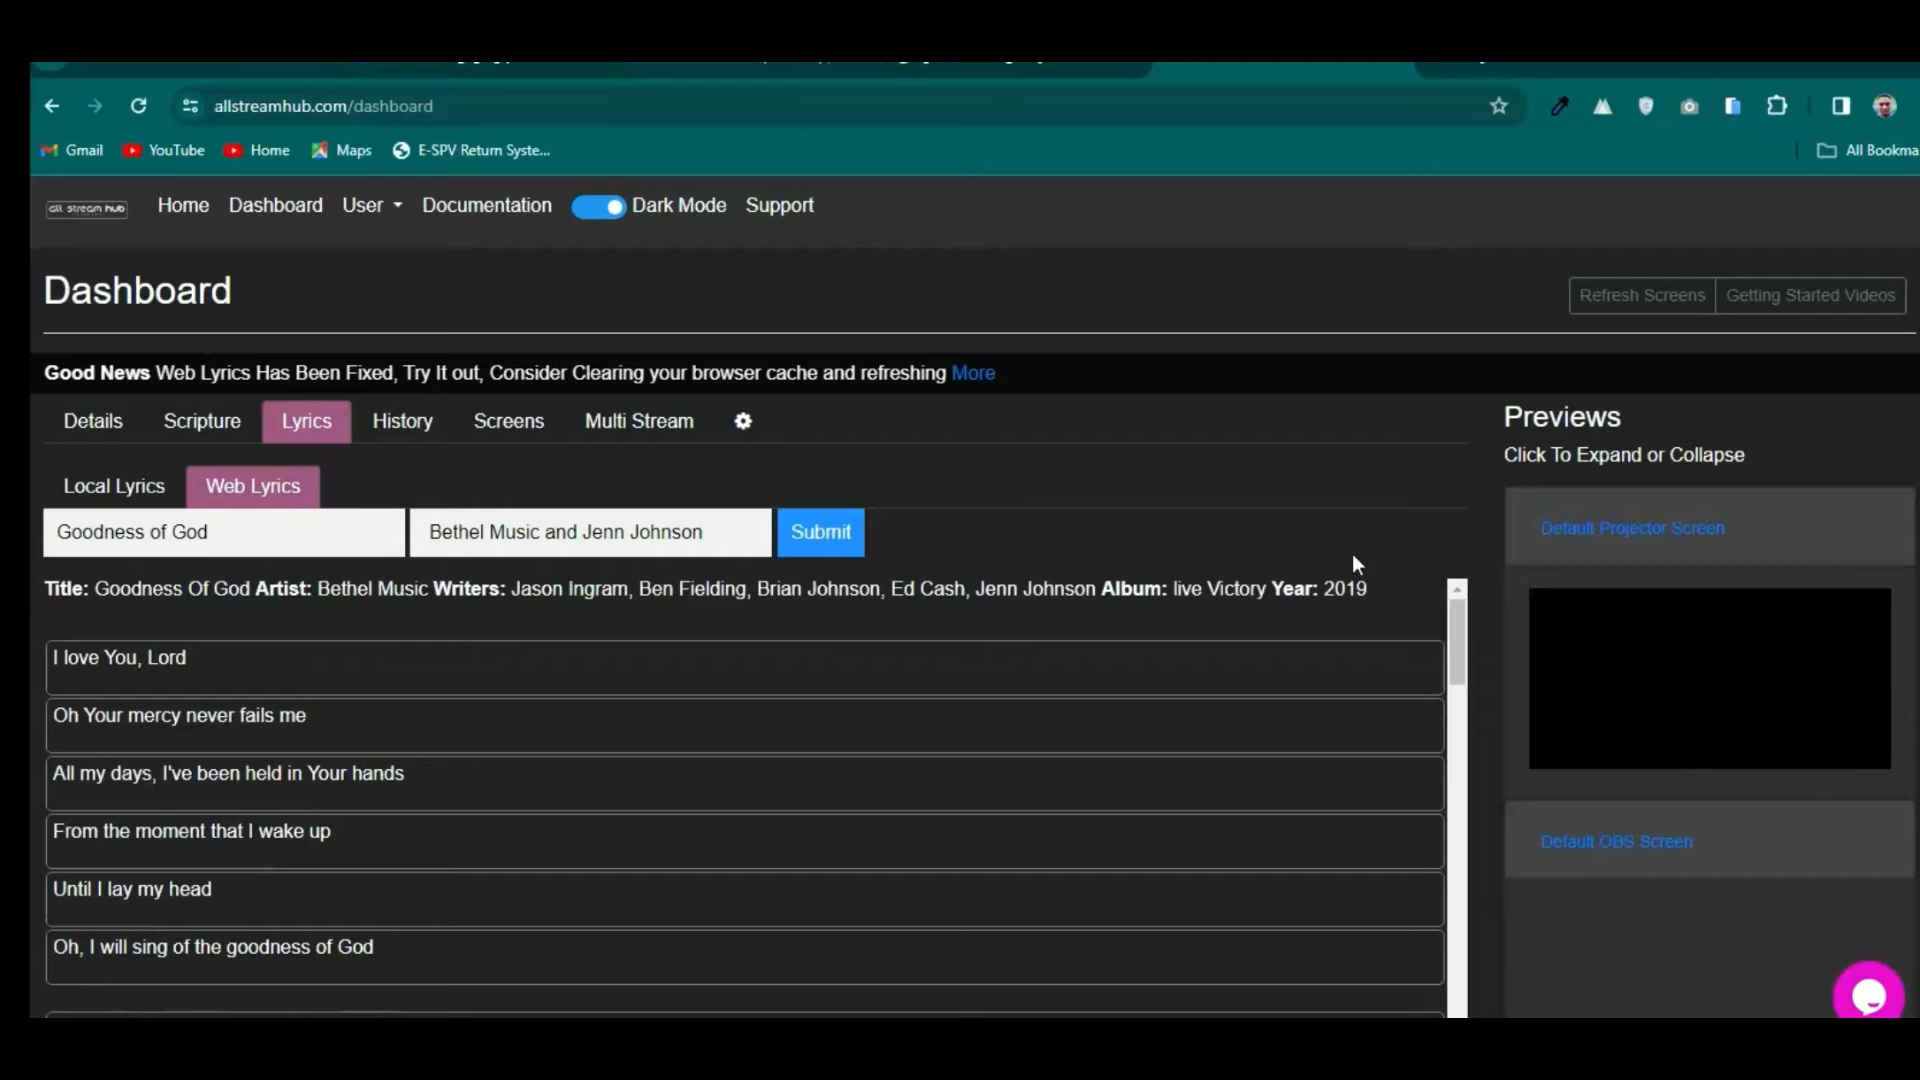 allstreamhub.com/dashboard
Gmail YouTube Home Maps E-SPV Return Syste... All Bookma
all stream hub Home Dashboard User Documentation Dark Mode Support
Dashboard
Refresh Screens Getting Started Videos
Good News Web Lyrics Has Been Fixed, Try It out, Consider Clearing your browser cache and refreshing More
Details Scripture Lyrics History Screens Multi Stream
Previews
Click To Expand or Collapse
Local Lyrics Web Lyrics
Goodness of God Bethel Music and Jenn Johnson Submit
Default Projector Screen
Title: Goodness Of God Artist: Bethel Music Writers: Jason Ingram, Ben Fielding, Brian Johnson, Ed Cash, Jenn Johnson Album: live Victory Year: 2019
I love You, Lord
Oh Your mercy never fails me
All my days, I've been held in Your hands
From the moment that I wake up
Until I lay my head
Oh, I will sing of the goodness of God
Default OBS Screen